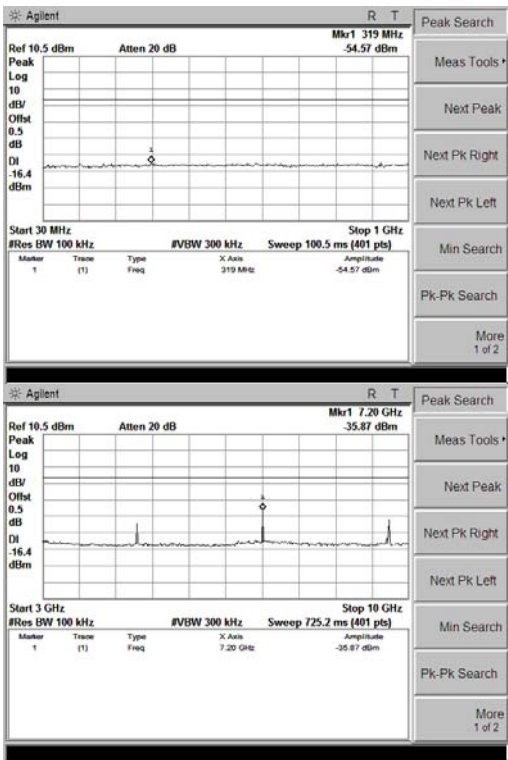 Agilent R T
Mkr1 319 MHz
Ref 10.5 dBm Atten 20 dB -54.57 dBm
Peak
Log
10
dB/
Offst
0.5
dB
DI
-16.4
dBm
1
Start 30 MHz Stop 1 GHz
#Res BW 100 kHz #VBW 300 kHz Sweep 100.5 ms (401 pts)
Marker Trace Type X Axis Amplitude
1 (1) Freq 319 MHz -54.57 dBm
Peak Search
Meas Tools
Next Peak
Next Pk Right
Next Pk Left
Min Search
Pk-Pk Search
More
1 of 2
Agilent R T
Mkr1 7.20 GHz
Ref 10.5 dBm Atten 20 dB -35.87 dBm
Peak
Log
10
dB/
Offst
0.5
dB
DI
-16.4
dBm
1
Start 3 GHz Stop 10 GHz
#Res BW 100 kHz #VBW 300 kHz Sweep 725.2 ms (401 pts)
Marker Trace Type X Axis Amplitude
1 (1) Freq 7.20 GHz -35.87 dBm
Peak Search
Meas Tools
Next Peak
Next Pk Right
Next Pk Left
Min Search
Pk-Pk Search
More
1 of 2